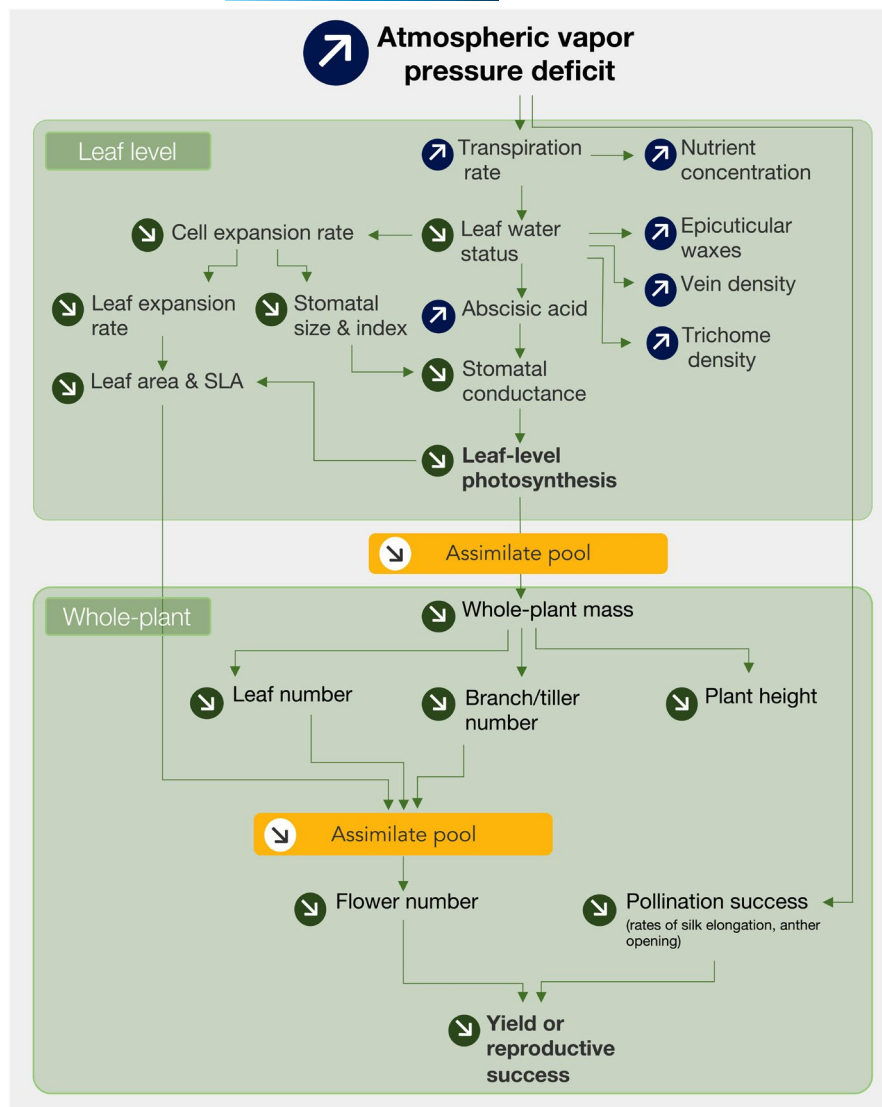 Atmospheric vapor
pressure deficit
Leaf level
Transpiration
rate
Nutrient
concentration
Cell expansion rate
Leaf water
status
Epicuticular
waxes
Vein density
Leaf expansion
rate
Stomatal
size & index
Abscisic acid
Trichome
density
Leaf area & SLA
Stomatal
conductance
Leaf-level
photosynthesis
Assimilate pool
Whole-plant
Whole-plant mass
Leaf number
Branch/tiller
number
Plant height
Assimilate pool
Flower number
Pollination success
(rates of silk elongation, anther
opening)
Yield or
reproductive
success